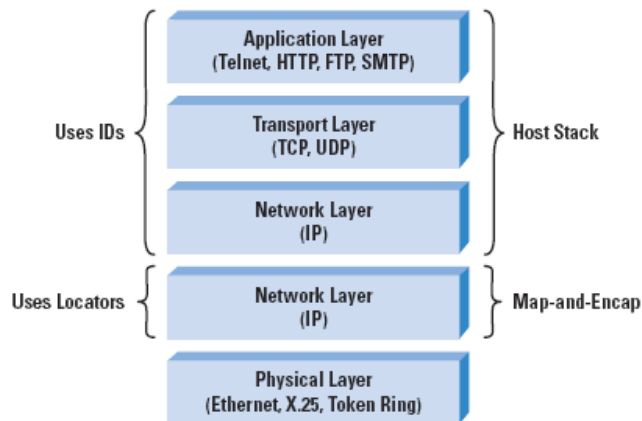 Application Layer
(Telnet, HTTP, FTP, SMTP)
Uses IDs
Transport Layer
(TCP, UDP)
Host Stack
Network Layer
(IP)
Uses Locators
Network Layer
(IP)
Map-and-Encap
Physical Layer
(Ethernet, X.25, Token Ring)